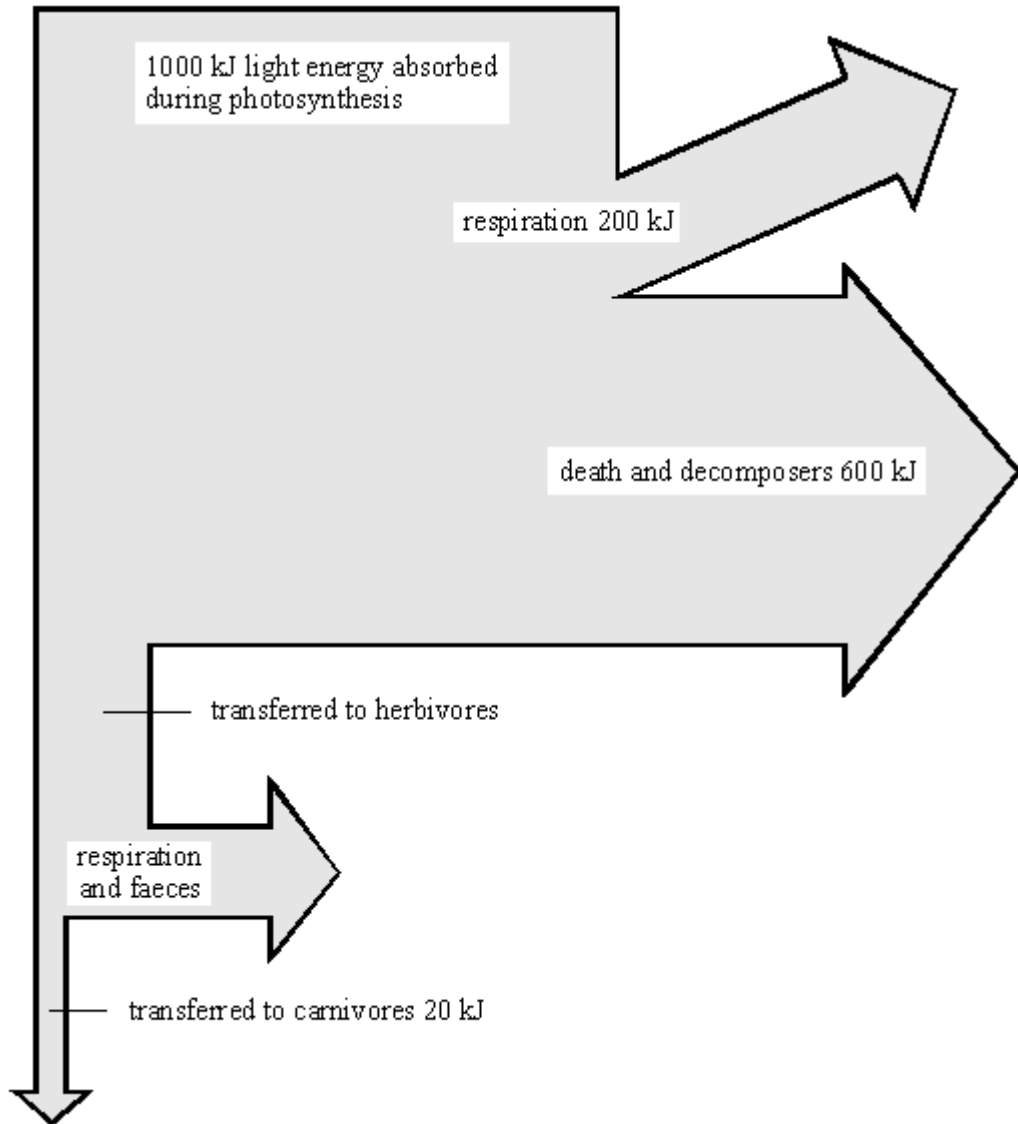 1000 kJ light energy absorbed
during photosynthesis
respiration 200 kJ
death and decomposers 600 kJ
transferred to herbivores
respiration
and faeces
transferred to carnivores 20 kJ